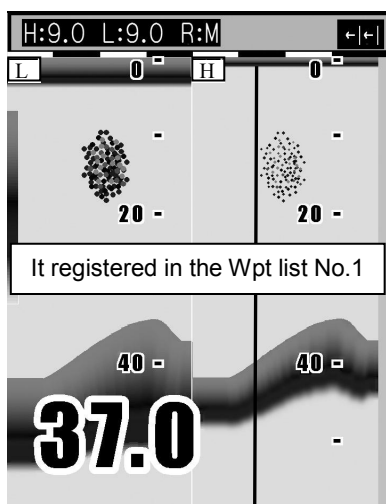 H:9.0 L:9.0 R:M ←|←|
L 0 - H 0 -
- -
20 - 20 -
It registered in the Wpt list No.1
40 - 40 -
37.0
-